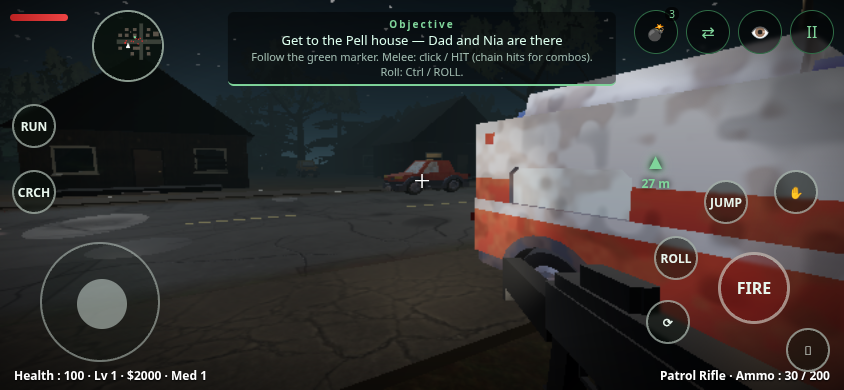 Objective
Get to the Pell house — Dad and Nia are there
Follow the green marker. Melee: click / HIT (chain hits for combos).
Roll: Ctrl / ROLL.
3
II
RUN
CRCH
27 m
JUMP
ROLL
FIRE
Health : 100 · Lv 1 · $2000 · Med 1
Patrol Rifle · Ammo : 30 / 200